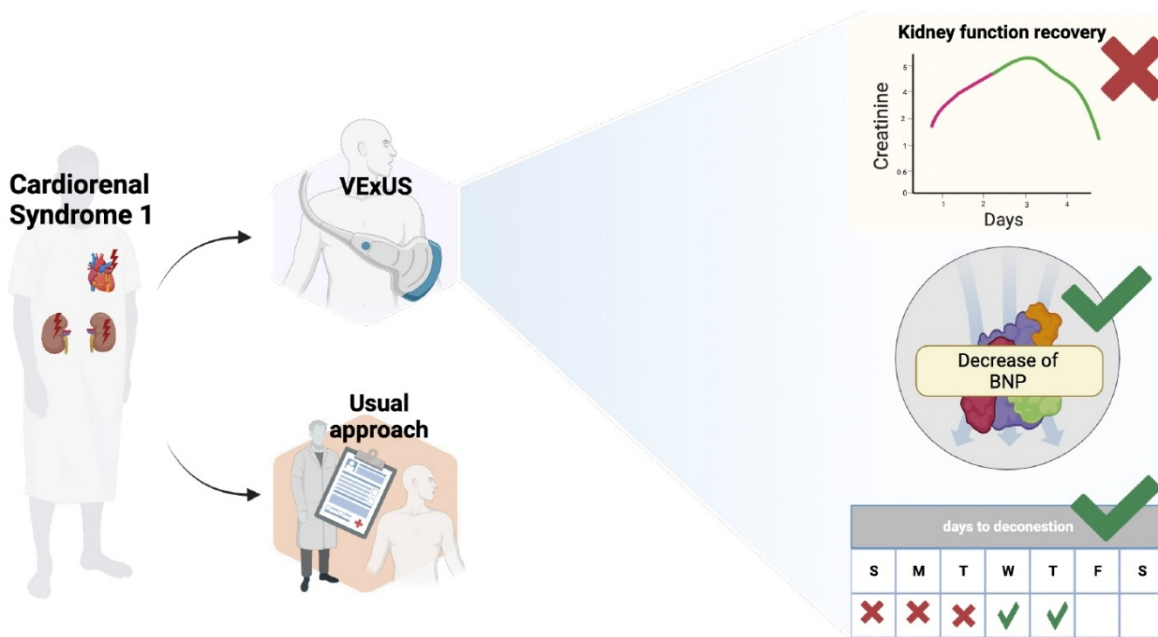 Cardiorenal
Syndrome 1
VExUS
Usual
approach
Kidney function recovery
Creatinine
5
4
2
1
0.6
0
1 2 3 4
Days
Decrease of
BNP
days to deconestion
S M T W T F S